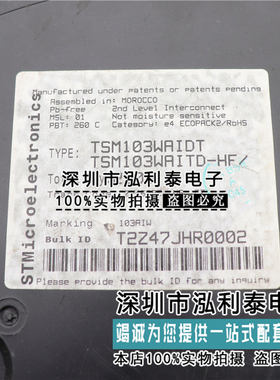 Manufactured under patents or patents pending
Assembled in: MOROCCO
Pb-free 2nd Level Interconnect
MSL: 01 Not moisture sensitive
PBT: 260 C Category: e4 ECOPACK2/RoHS
STMicroelectronics
TYPE: TSM103WAIDT
TSM103WAITD-HF/
深圳市泓利泰电子
100%实物拍摄 盗图必究
Marking 103AIW
Bulk ID T2Z47JHR0002
Please provide the bulk ID for any inquiry
深圳市泓利泰电子
竭诚为您提供一站式配套
本店100%实物拍摄 盗图必究